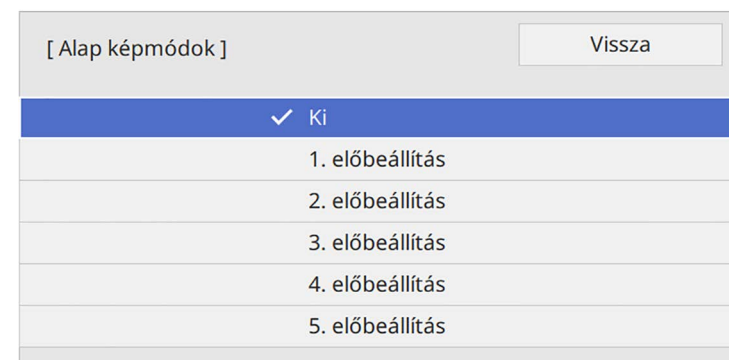 [ Alap képmódok ]
Vissza
Ki
1. előbeállítás
2. előbeállítás
3. előbeállítás
4. előbeállítás
5. előbeállítás